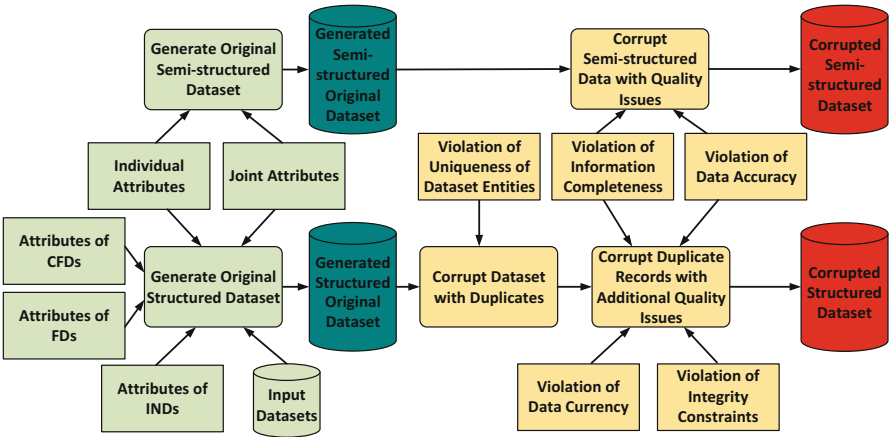 Generate Original
Semi-structured
Dataset
Generated
Semi-
structured
Original
Dataset
Corrupt
Semi-structured
Data with Quality
Issues
Corrupted
Semi-
structured
Dataset
Individual
Attributes
Joint Attributes
Violation of
Uniqueness of
Dataset Entities
Violation of
Information
Completeness
Violation of
Data Accuracy
Attributes of
CFDs
Attributes of
FDs
Generate Original
Structured Dataset
Generated
Structured
Original
Dataset
Corrupt Dataset
with Duplicates
Corrupt Duplicate
Records with
Additional Quality
Issues
Corrupted
Structured
Dataset
Attributes of
INDs
Input
Datasets
Violation of
Data Currency
Violation of
Integrity
Constraints